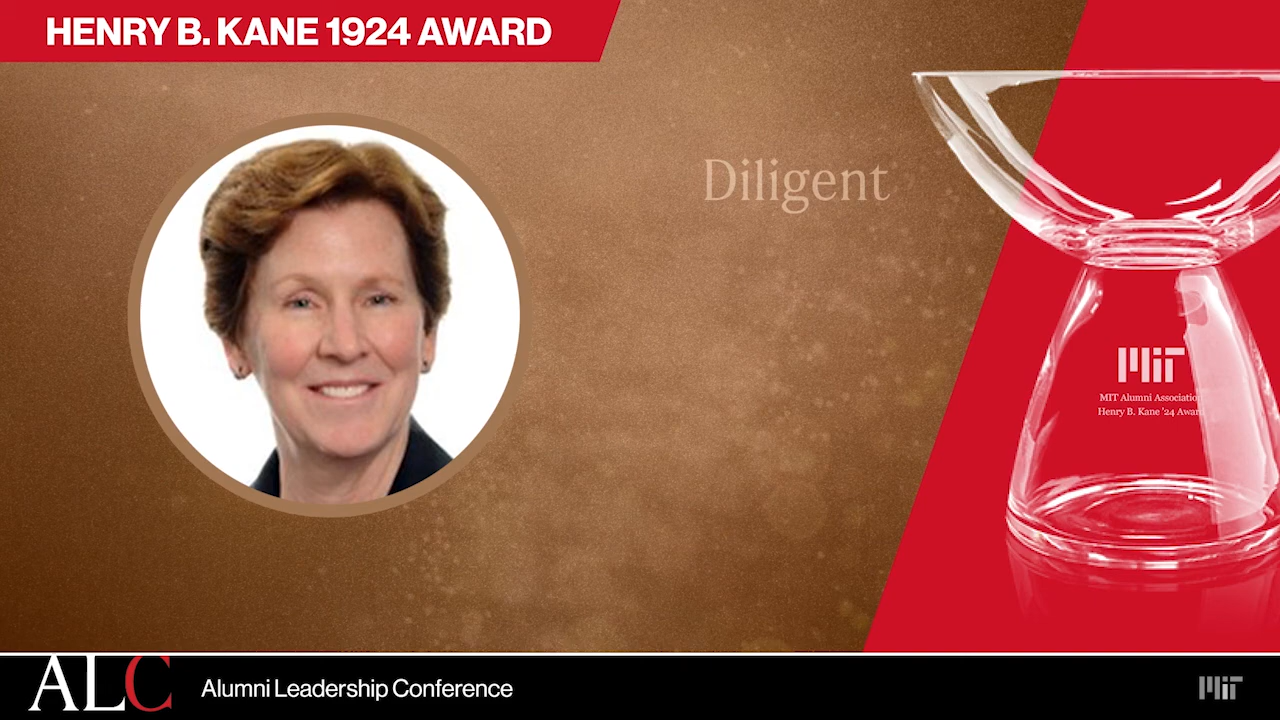 HENRY B. KANE 1924 AWARD
Diligent
MiT
MIT Alumni Association
Henry B. Kane '24 Award
ALC
Alumni Leadership Conference
MiT